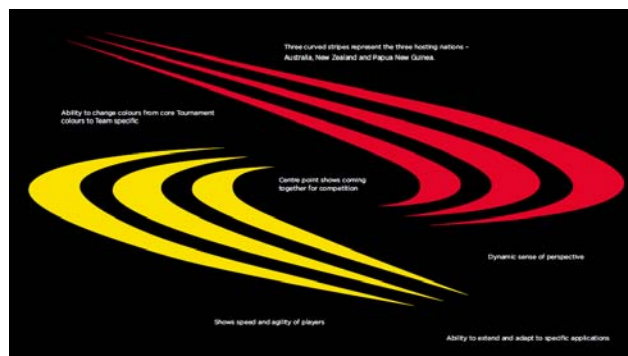 Three curved stripes represent the three hosting nations –
Australia, New Zealand and Papua New Guinea.
Ability to change colours from core Tournament
colours to Team specific
Centre point shows coming
together for competition
Dynamic sense of perspective
Shows speed and agility of players
Ability to extend and adapt to specific applications